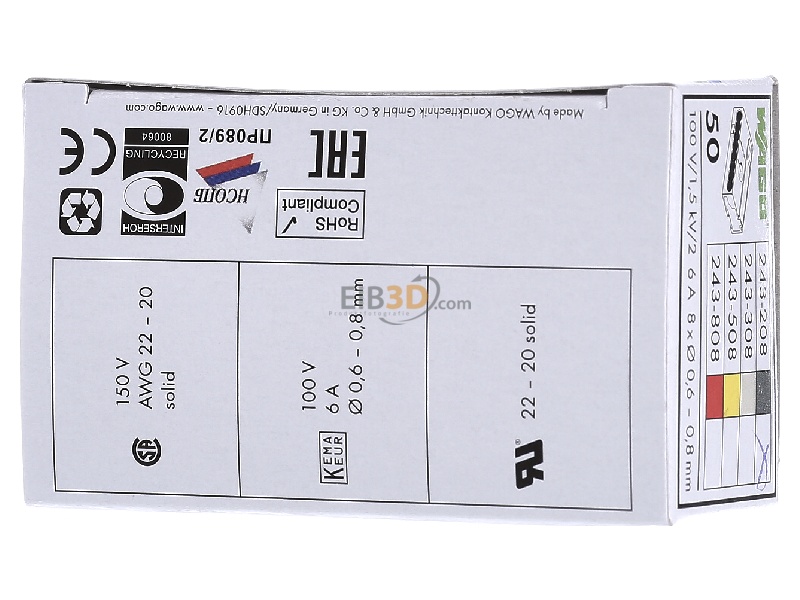 Made by WAGO Kontakttechnik GmbH & Co. KG in Germany/SDH0916 – www.wago.com
CE
INTERSEROH
RECYCLING
80064
ПР089/2
НСОПБ
EAC
✓ RoHS
Compliant
150 V
AWG 22 – 20
solid
KEMA
KEUR
100 V
6 A
Ø 0,6 – 0,8 mm
22 – 20 solid
WAGO
50
100 V/1,5 kV/2 6 A 8 x Ø 0,6 – 0,8 mm
243-208
243-308
243-508
243-808
EIB3D.com
Produktfotografie